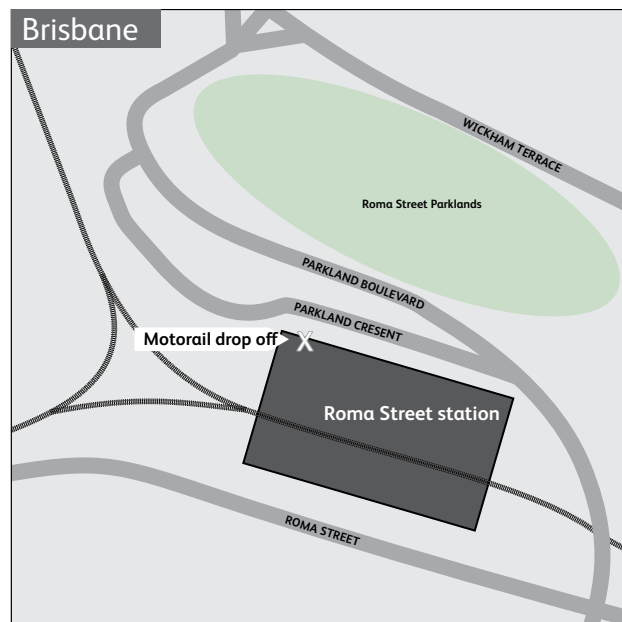 Brisbane
WICKHAM TERRACE
Roma Street Parklands
PARKLAND BOULEVARD
PARKLAND CRESENT
Motorail drop off
X
Roma Street station
ROMA STREET